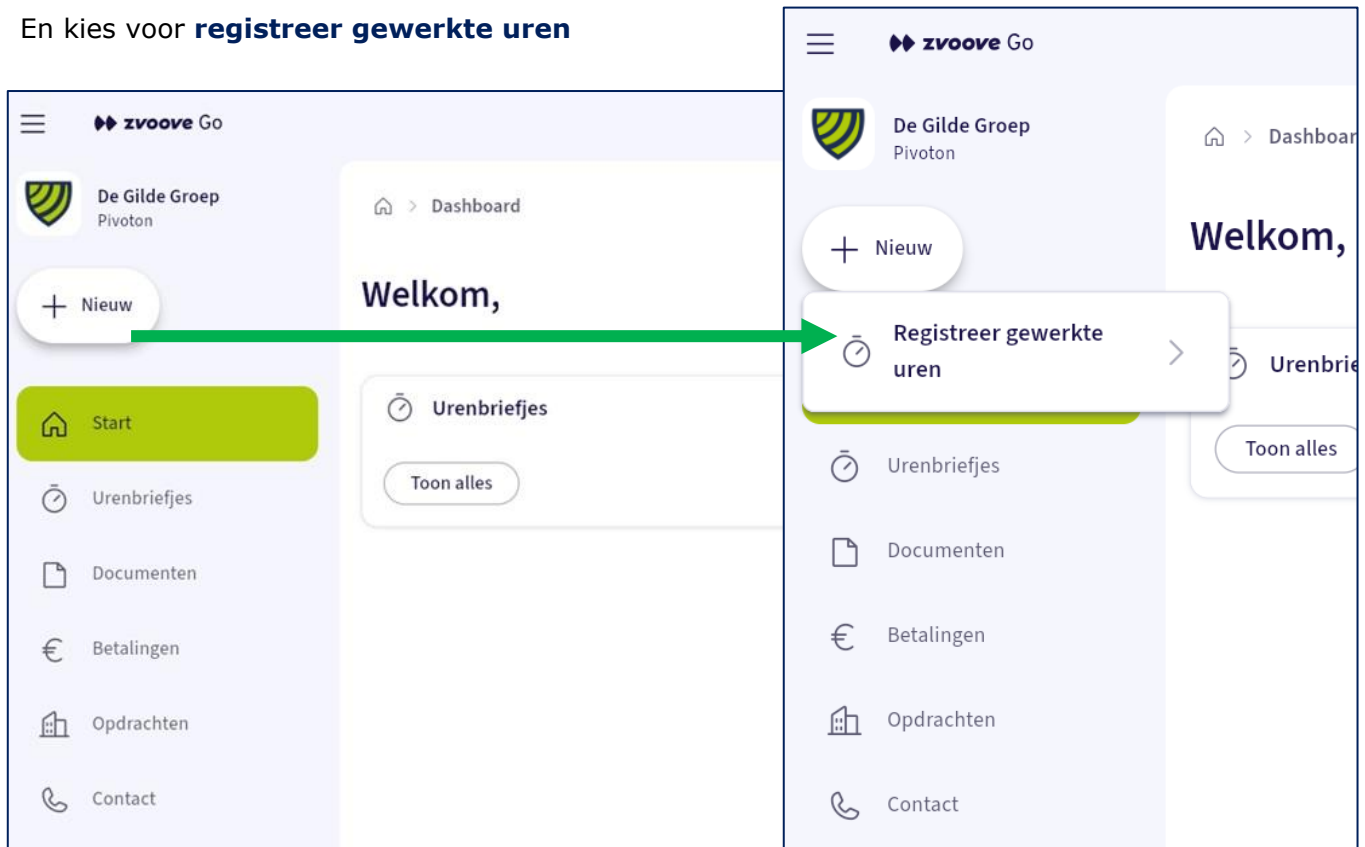 En kies voor registreer gewerkte uren
zvoove Go
De Gilde Groep
Pivoton
Nieuw
Start
Urenbriefjes
Documenten
Betalingen
Opdrachten
Contact
Dashboard
Welkom,
Urenbriefjes
Toon alles
zvoove Go
De Gilde Groep
Pivoton
Nieuw
Registreer gewerkte
uren
Urenbriefjes
Documenten
Betalingen
Opdrachten
Contact
Dashboar
Welkom,
Urenbrie
Toon alles